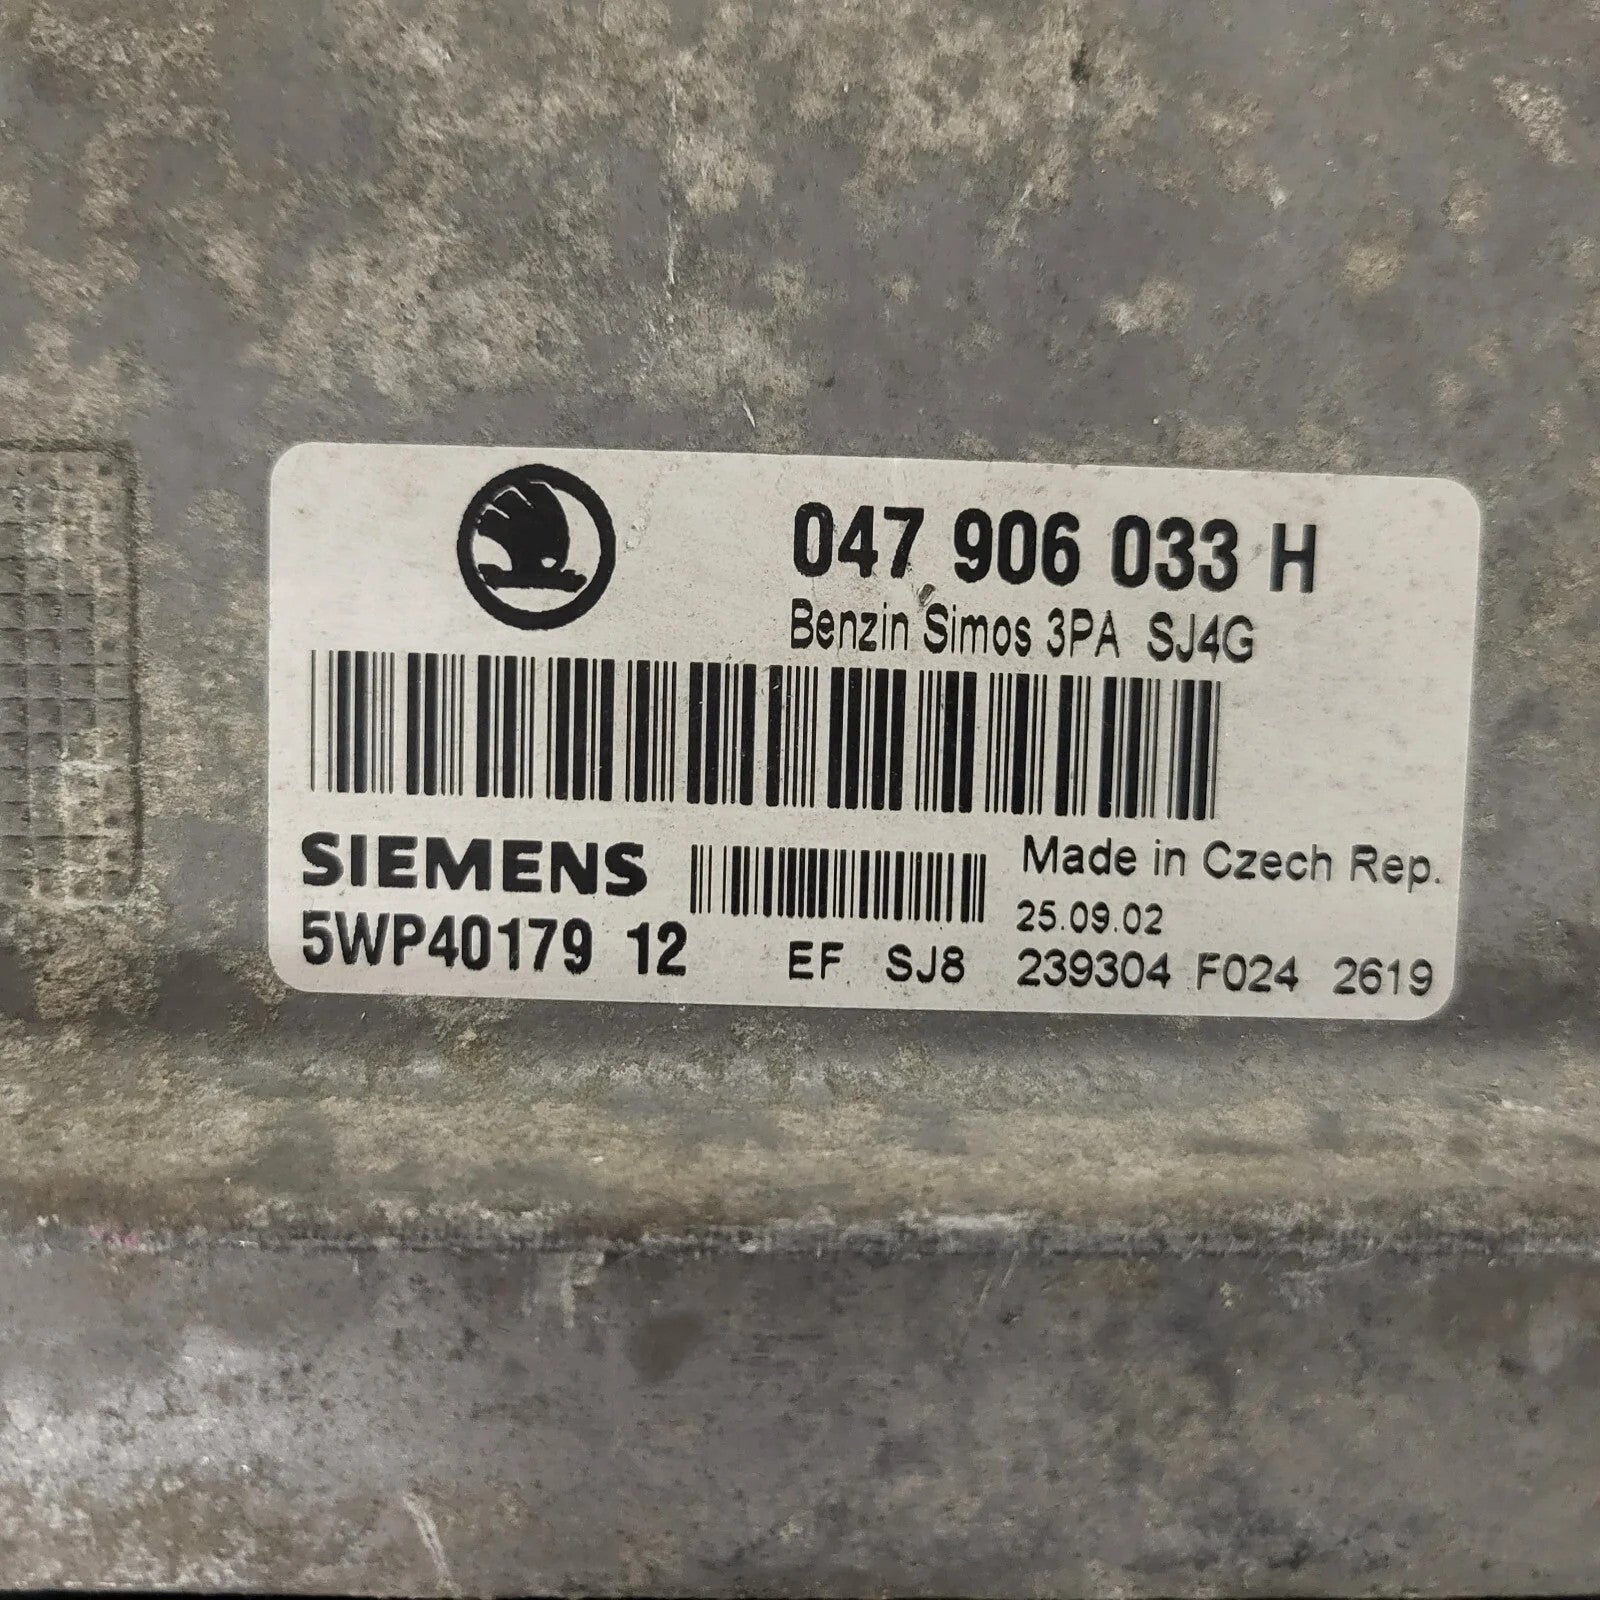 047 906 033 H
Benzin Simos 3PA SJ4G
SIEMENS
5WP40179 12
EF SJ8
Made in Czech Rep.
25.09.02
239304 F024 2619